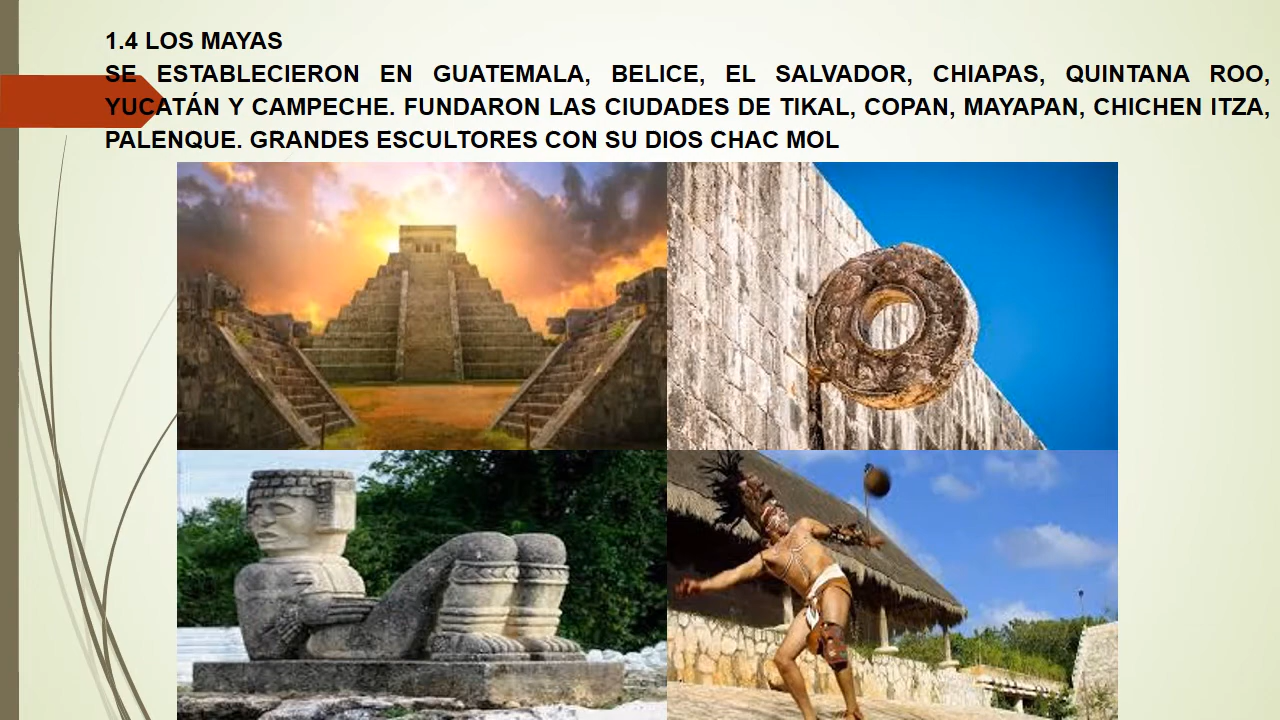 1.4 LOS MAYAS
SE ESTABLECIERON EN GUATEMALA, BELICE, EL SALVADOR, CHIAPAS, QUINTANA ROO,
YUCATÁN Y CAMPECHE. FUNDARON LAS CIUDADES DE TIKAL, COPAN, MAYAPAN, CHICHEN ITZA,
PALENQUE. GRANDES ESCULTORES CON SU DIOS CHAC MOL